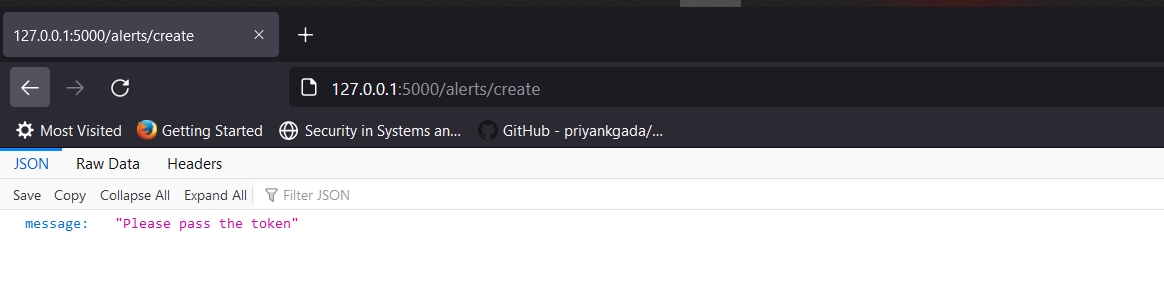 127.0.0.1:5000/alerts/create
127.0.0.1:5000/alerts/create
Most Visited Getting Started Security in Systems an... GitHub - priyankgada/...
JSON Raw Data Headers
Save Copy Collapse All Expand All Filter JSON
message: "Please pass the token"